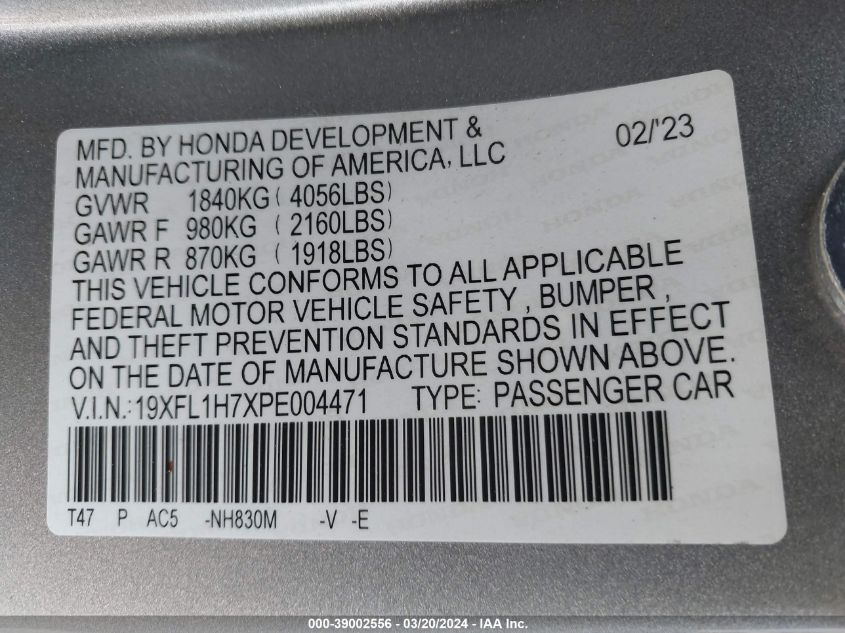 MFD. BY HONDA DEVELOPMENT & 02/'23
MANUFACTURING OF AMERICA, LLC
GVWR 1840KG ( 4056LBS)
GAWR F 980KG ( 2160LBS)
GAWR R 870KG ( 1918LBS)
THIS VEHICLE CONFORMS TO ALL APPLICABLE
FEDERAL MOTOR VEHICLE SAFETY , BUMPER ,
AND THEFT PREVENTION STANDARDS IN EFFECT
ON THE DATE OF MANUFACTURE SHOWN ABOVE.
V.I.N.:19XFL1H7XPE004471 TYPE: PASSENGER CAR
T47 P AC5 -NH830M -V -E
000-39002556 - 03/20/2024 - IAA Inc.